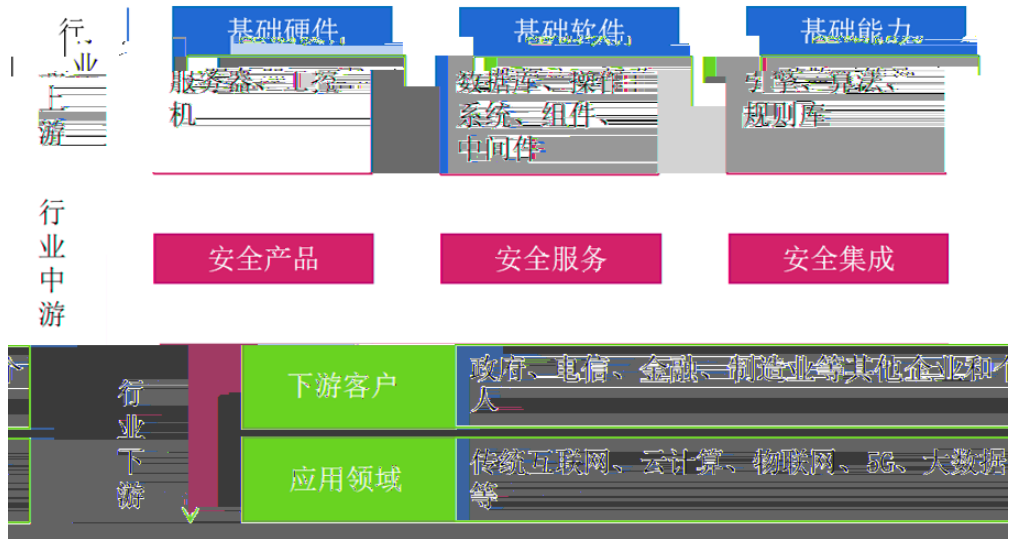 行业上游
基础硬件
服务器、工控
机
基础软件
数据库、操作
系统、组件、
中间件
基础能力
引擎、算法、
规则库
行业中游
安全产品
安全服务
安全集成
行业下游
下游客户
政府、电信、金融、制造业等其他企业和个
人
应用领域
传统互联网、云计算、物联网、5G、大数据
等